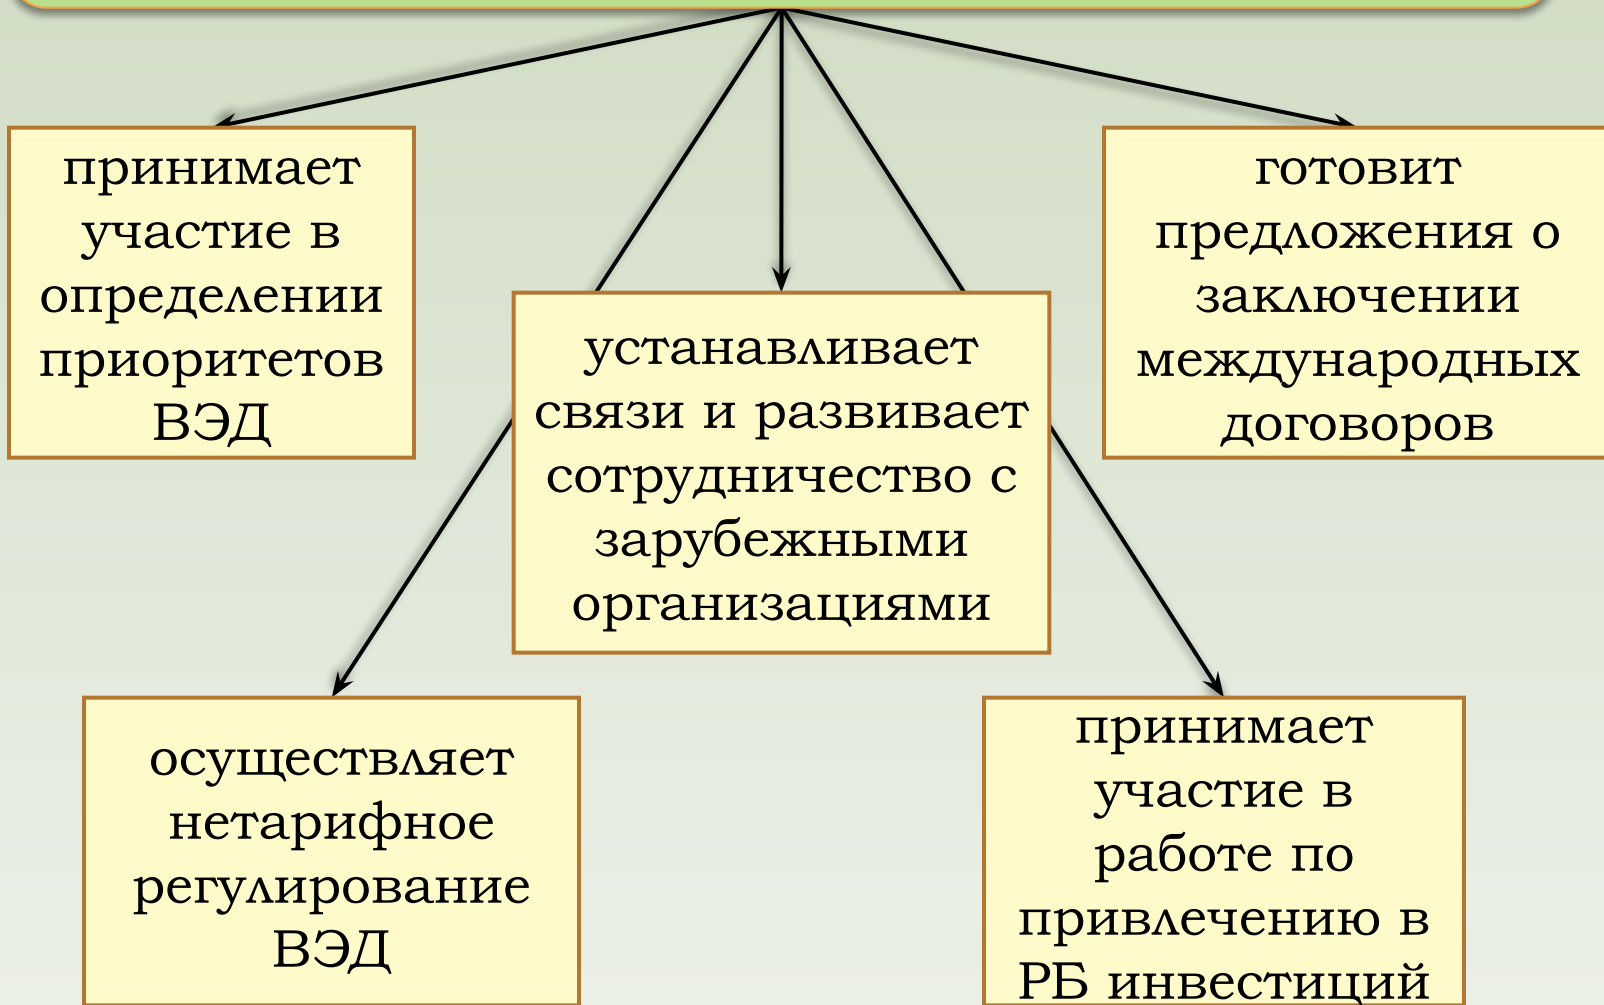 принимает
участие в
определении
приоритетов
ВЭД
устанавливает
связи и развивает
сотрудничество с
зарубежными
организациями
готовит
предложения о
заключении
международных
договоров
осуществляет
нетарифное
регулирование
ВЭД
принимает
участие в
работе по
привлечению в
РБ инвестиций